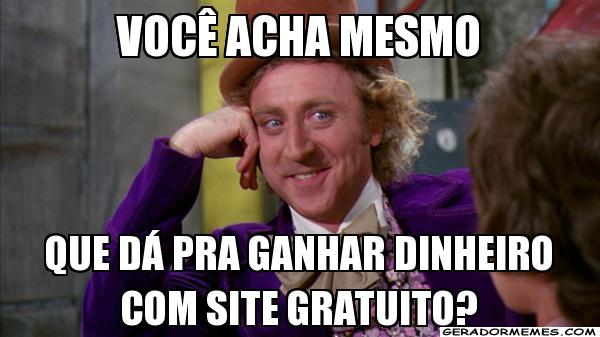 VOCÊ ACHA MESMO
QUE DÁ PRA GANHAR DINHEIRO
COM SITE GRATUITO?
GERADORMEMES.COM